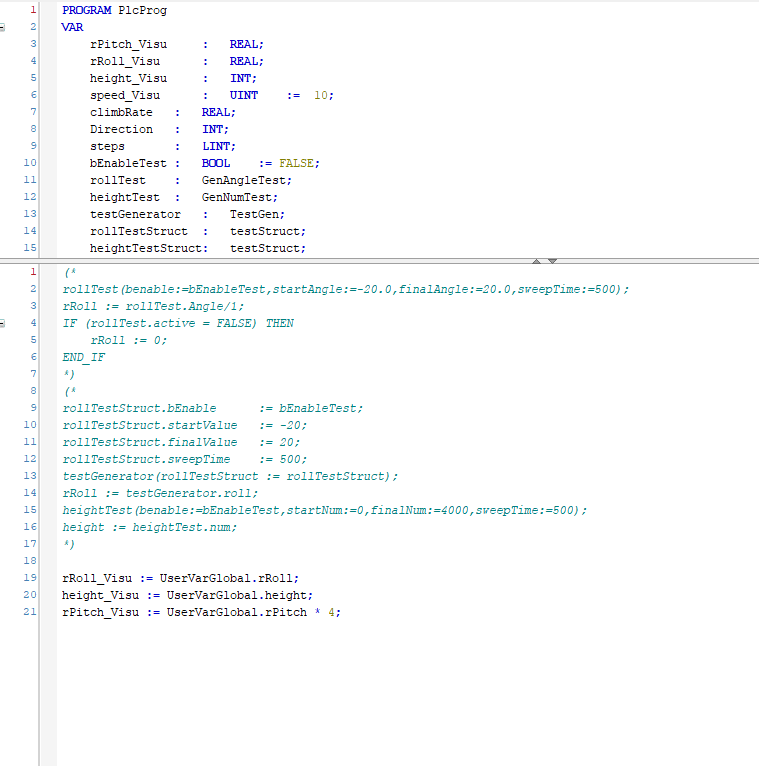 1 PROGRAM PlcProg
2 VAR
3 rPitch_Visu : REAL;
4 rRoll_Visu : REAL;
5 height_Visu : INT;
6 speed_Visu : UINT := 10;
7 climbRate : REAL;
8 Direction : INT;
9 steps : LINT;
10 bEnableTest : BOOL := FALSE;
11 rollTest : GenAngleTest;
12 heightTest : GenNumTest;
13 testGenerator : TestGen;
14 rollTestStruct : testStruct;
15 heightTestStruct: testStruct;
1 (*
2 rollTest(benable:=bEnableTest,startAngle:=-20.0,finalAngle:=20.0,sweepTime:=500);
3 rRoll := rollTest.Angle/1;
4 IF (rollTest.active = FALSE) THEN
5 rRoll := 0;
6 END_IF
7 *)
8 (*
9 rollTestStruct.bEnable := bEnableTest;
10 rollTestStruct.startValue := -20;
11 rollTestStruct.finalValue := 20;
12 rollTestStruct.sweepTime := 500;
13 testGenerator(rollTestStruct := rollTestStruct);
14 rRoll := testGenerator.roll;
15 heightTest(benable:=bEnableTest,startNum:=0,finalNum:=4000,sweepTime:=500);
16 height := heightTest.num;
17 *)
18
19 rRoll_Visu := UserVarGlobal.rRoll;
20 height_Visu := UserVarGlobal.height;
21 rPitch_Visu := UserVarGlobal.rPitch * 4;